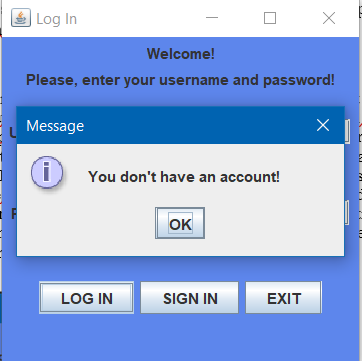 Log In
Welcome!
Please, enter your username and password!
Message
You don't have an account!
OK
LOG IN
SIGN IN
EXIT